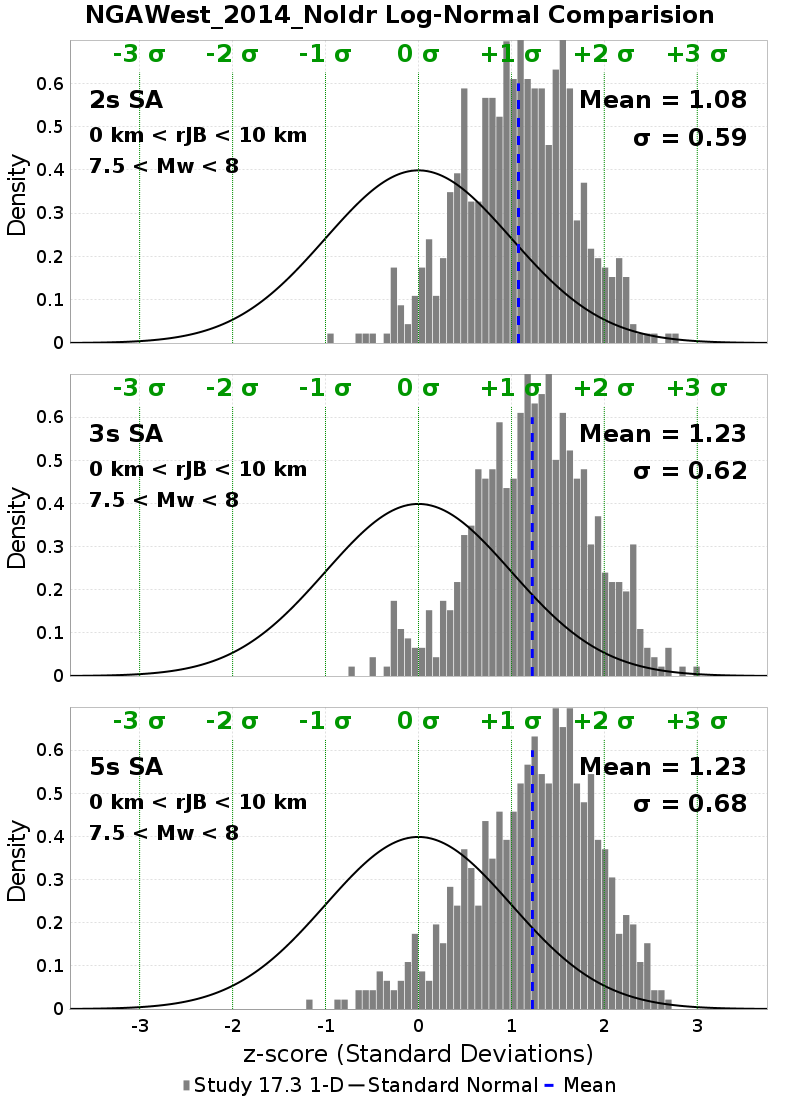 NGAWest_2014_NoIdr Log-Normal Comparision
-3 σ -2 σ -1 σ 0 σ +1 σ +2 σ +3 σ
2s SA
Mean = 1.08
0 km < rJB < 10 km
σ = 0.59
7.5 < Mw < 8
Density
0.6
0.5
0.4
0.3
0.2
0.1
0
-3 σ -2 σ -1 σ 0 σ +1 σ +2 σ +3 σ
3s SA
Mean = 1.23
0 km < rJB < 10 km
σ = 0.62
7.5 < Mw < 8
Density
0.6
0.5
0.4
0.3
0.2
0.1
0
-3 σ -2 σ -1 σ 0 σ +1 σ +2 σ +3 σ
5s SA
Mean = 1.23
0 km < rJB < 10 km
σ = 0.68
7.5 < Mw < 8
Density
0.6
0.5
0.4
0.3
0.2
0.1
0
-3 -2 -1 0 1 2 3
z-score (Standard Deviations)
Study 17.3 1-D Standard Normal Mean